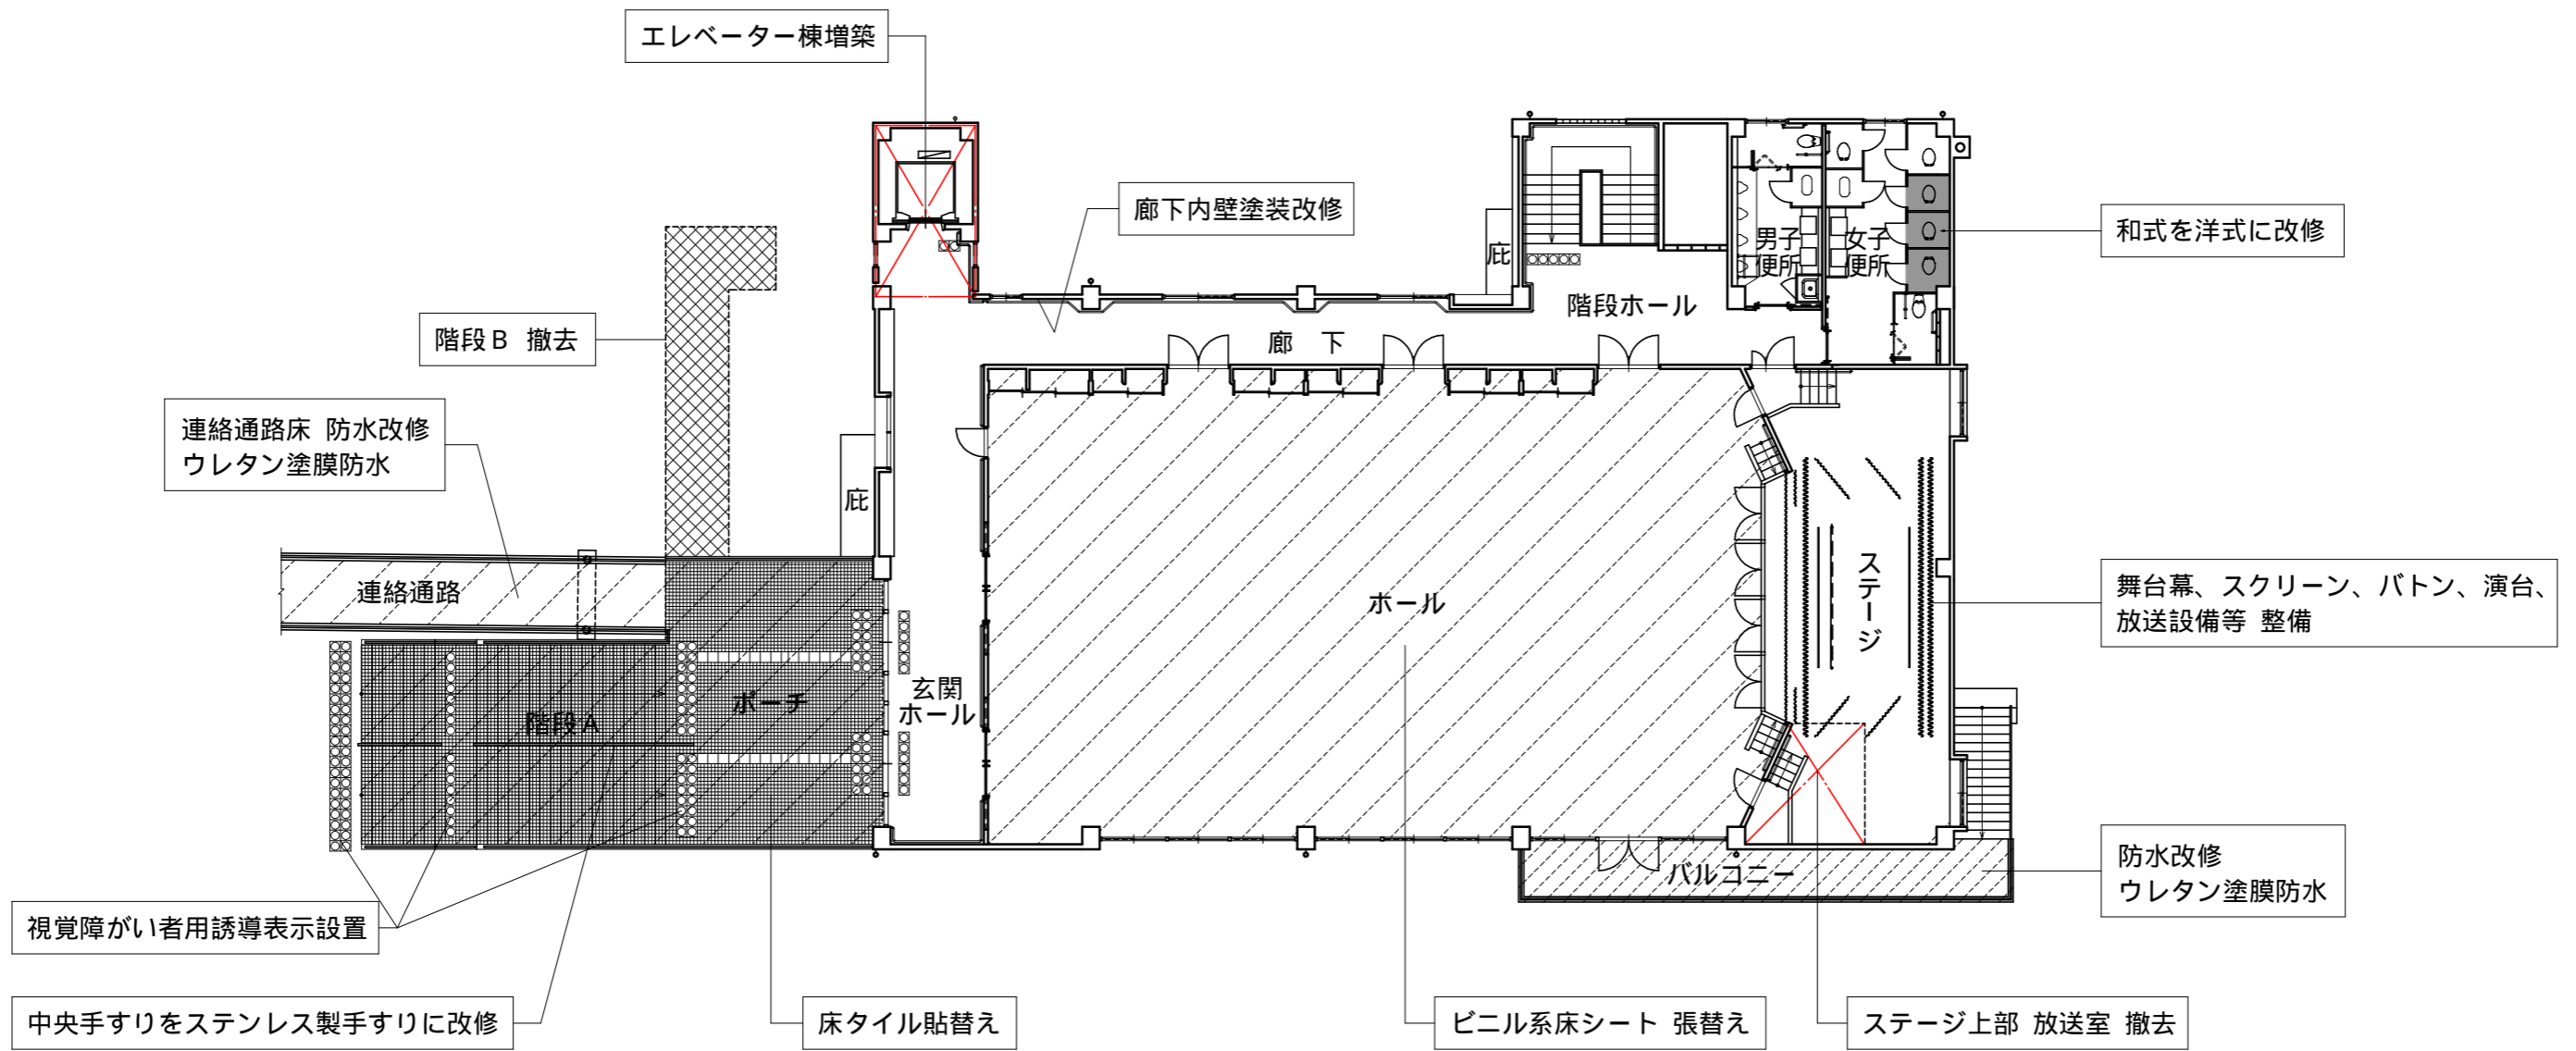 エレベーター棟増築
廊下内壁塗装改修
和式を洋式に改修
男子
便所
女子
便所
庇
階段ホール
階段Ｂ 撤去
廊 下
連絡通路床 防水改修
ウレタン塗膜防水
庇
連絡通路
ホール
ステージ
舞台幕、スクリーン、バトン、演台、
放送設備等 整備
玄関
ホール
ポーチ
階段Ａ
バルコニー
防水改修
ウレタン塗膜防水
視覚障がい者用誘導表示設置
中央手すりをステンレス製手すりに改修
床タイル貼替え
ビニル系床シート 張替え
ステージ上部 放送室 撤去